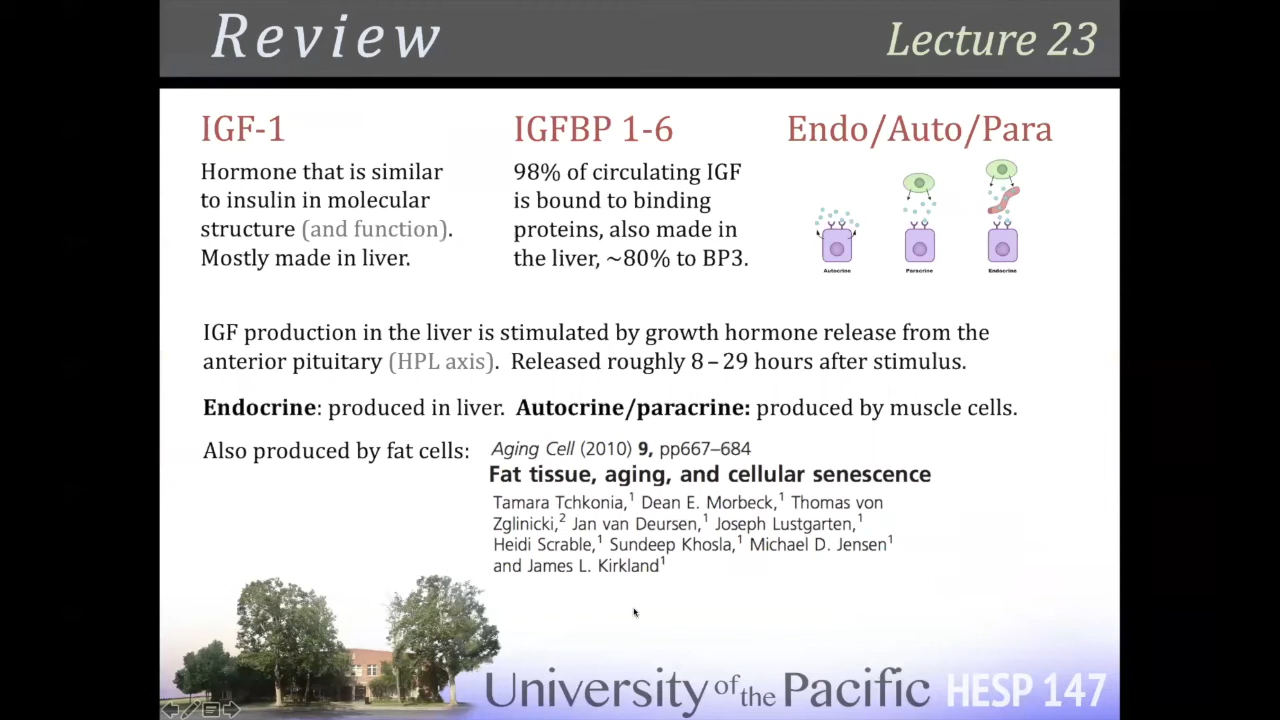 Review
Lecture 23
IGF-1
Hormone that is similar
to insulin in molecular
structure (and function).
Mostly made in liver.
IGFBP 1-6
98% of circulating IGF
is bound to binding
proteins, also made in
the liver, ~80% to BP3.
Endo/Auto/Para
Autocrine
Paracrine
Endocrine
IGF production in the liver is stimulated by growth hormone release from the
anterior pituitary (HPL axis). Released roughly 8 – 29 hours after stimulus.
Endocrine: produced in liver. Autocrine/paracrine: produced by muscle cells.
Also produced by fat cells:
Aging Cell (2010) 9, pp667–684
Fat tissue, aging, and cellular senescence
Tamara Tchkonia,¹ Dean E. Morbeck,¹ Thomas von
Zglinicki,² Jan van Deursen,¹ Joseph Lustgarten,¹
Heidi Scrable,¹ Sundeep Khosla,¹ Michael D. Jensen¹
and James L. Kirkland¹
University of the Pacific HESP 147